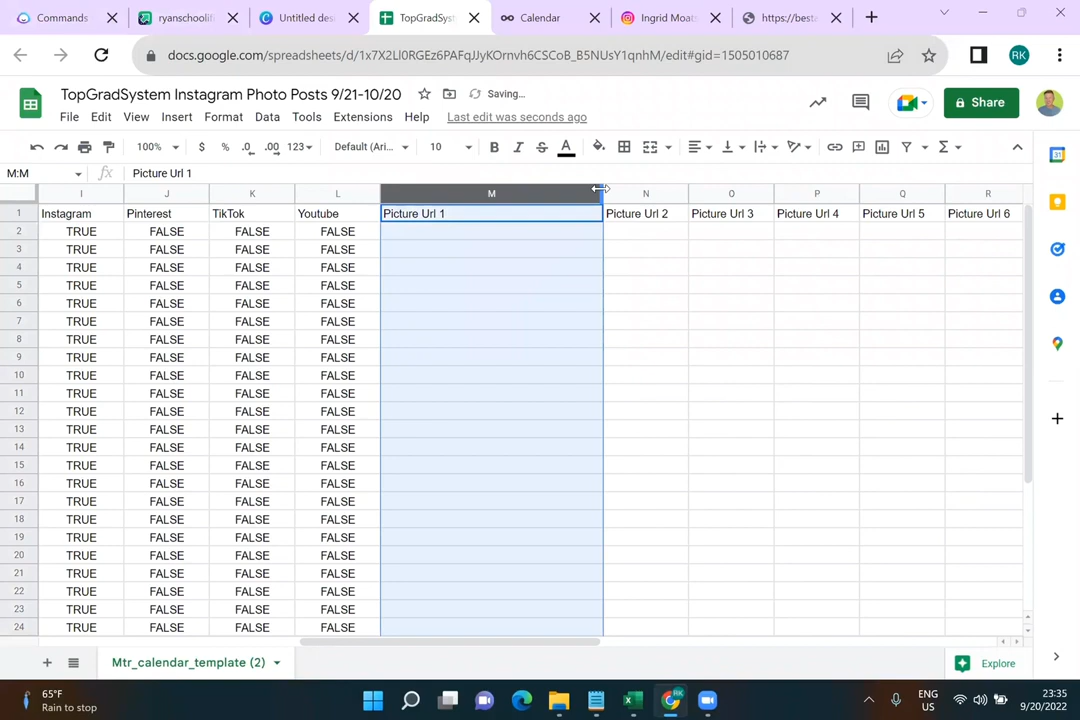 Commands
ryanschoolif
Untitled des
TopGradSyst
Calendar
Ingrid Moats
https://besta
docs.google.com/spreadsheets/d/1x7X2Ll0RGEz6PAFqJyKOrnvh6CSCoB_B5NUsY1qnhM/edit#gid=1505010687
RK
TopGradSystem Instagram Photo Posts 9/21-10/20
Saving...
Share
File Edit View Insert Format Data Tools Extensions Help Last edit was seconds ago
100% $ % .0 .00 123 Default (Ari... 10 B I S A
M:M fx Picture Url 1
I J K L M N O P Q R
1 Instagram Pinterest TikTok Youtube Picture Url 1 Picture Url 2 Picture Url 3 Picture Url 4 Picture Url 5 Picture Url 6
2 TRUE FALSE FALSE FALSE
3 TRUE FALSE FALSE FALSE
4 TRUE FALSE FALSE FALSE
5 TRUE FALSE FALSE FALSE
6 TRUE FALSE FALSE FALSE
7 TRUE FALSE FALSE FALSE
8 TRUE FALSE FALSE FALSE
9 TRUE FALSE FALSE FALSE
10 TRUE FALSE FALSE FALSE
11 TRUE FALSE FALSE FALSE
12 TRUE FALSE FALSE FALSE
13 TRUE FALSE FALSE FALSE
14 TRUE FALSE FALSE FALSE
15 TRUE FALSE FALSE FALSE
16 TRUE FALSE FALSE FALSE
17 TRUE FALSE FALSE FALSE
18 TRUE FALSE FALSE FALSE
19 TRUE FALSE FALSE FALSE
20 TRUE FALSE FALSE FALSE
21 TRUE FALSE FALSE FALSE
22 TRUE FALSE FALSE FALSE
23 TRUE FALSE FALSE FALSE
24 TRUE FALSE FALSE FALSE
Mtr_calendar_template (2)
Explore
65°F
Rain to stop
RK
ENG
US
23:35
9/20/2022